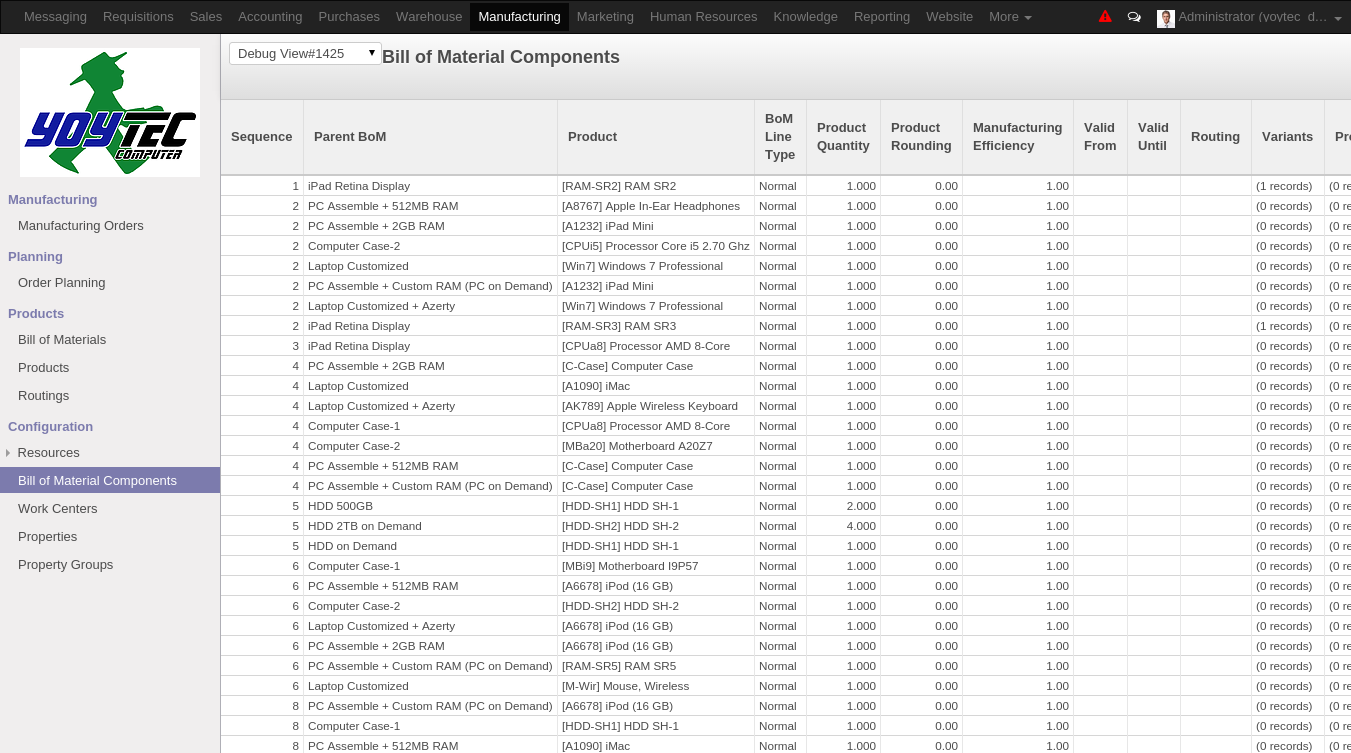 Messaging Requisitions Sales Accounting Purchases Warehouse Manufacturing Marketing Human Resources Knowledge Reporting Website More Administrator (yoytec_d…
YOYTEC
COMPUTER
Manufacturing
Manufacturing Orders
Planning
Order Planning
Products
Bill of Materials
Products
Routings
Configuration
Resources
Bill of Material Components
Work Centers
Properties
Property Groups
Debug View#1425 Bill of Material Components
Sequence Parent BoM Product BoM Line Type Product Quantity Product Rounding Manufacturing Efficiency Valid From Valid Until Routing Variants
1 iPad Retina Display [RAM-SR2] RAM SR2 Normal 1.000 0.00 1.00 (1 records) (0 re
2 PC Assemble + 512MB RAM [A8767] Apple In-Ear Headphones Normal 1.000 0.00 1.00 (0 records) (0 re
2 PC Assemble + 2GB RAM [A1232] iPad Mini Normal 1.000 0.00 1.00 (0 records) (0 re
2 Computer Case-2 [CPUi5] Processor Core i5 2.70 Ghz Normal 1.000 0.00 1.00 (0 records) (0 re
2 Laptop Customized [Win7] Windows 7 Professional Normal 1.000 0.00 1.00 (0 records) (0 re
2 PC Assemble + Custom RAM (PC on Demand) [A1232] iPad Mini Normal 1.000 0.00 1.00 (0 records) (0 re
2 Laptop Customized + Azerty [Win7] Windows 7 Professional Normal 1.000 0.00 1.00 (0 records) (0 re
2 iPad Retina Display [RAM-SR3] RAM SR3 Normal 1.000 0.00 1.00 (1 records) (0 re
3 iPad Retina Display [CPUa8] Processor AMD 8-Core Normal 1.000 0.00 1.00 (0 records) (0 re
4 PC Assemble + 2GB RAM [C-Case] Computer Case Normal 1.000 0.00 1.00 (0 records) (0 re
4 Laptop Customized [A1090] iMac Normal 1.000 0.00 1.00 (0 records) (0 re
4 Laptop Customized + Azerty [AK789] Apple Wireless Keyboard Normal 1.000 0.00 1.00 (0 records) (0 re
4 Computer Case-1 [CPUa8] Processor AMD 8-Core Normal 1.000 0.00 1.00 (0 records) (0 re
4 Computer Case-2 [MBa20] Motherboard A20Z7 Normal 1.000 0.00 1.00 (0 records) (0 re
4 PC Assemble + 512MB RAM [C-Case] Computer Case Normal 1.000 0.00 1.00 (0 records) (0 re
4 PC Assemble + Custom RAM (PC on Demand) [C-Case] Computer Case Normal 1.000 0.00 1.00 (0 records) (0 re
5 HDD 500GB [HDD-SH1] HDD SH-1 Normal 2.000 0.00 1.00 (0 records) (0 re
5 HDD 2TB on Demand [HDD-SH2] HDD SH-2 Normal 4.000 0.00 1.00 (0 records) (0 re
5 HDD on Demand [HDD-SH1] HDD SH-1 Normal 1.000 0.00 1.00 (0 records) (0 re
6 Computer Case-1 [MBi9] Motherboard I9P57 Normal 1.000 0.00 1.00 (0 records) (0 re
6 PC Assemble + 512MB RAM [A6678] iPod (16 GB) Normal 1.000 0.00 1.00 (0 records) (0 re
6 Computer Case-2 [HDD-SH2] HDD SH-2 Normal 1.000 0.00 1.00 (0 records) (0 re
6 Laptop Customized + Azerty [A6678] iPod (16 GB) Normal 1.000 0.00 1.00 (0 records) (0 re
6 PC Assemble + 2GB RAM [A6678] iPod (16 GB) Normal 1.000 0.00 1.00 (0 records) (0 re
6 PC Assemble + Custom RAM (PC on Demand) [RAM-SR5] RAM SR5 Normal 1.000 0.00 1.00 (0 records) (0 re
6 Laptop Customized [M-Wir] Mouse, Wireless Normal 1.000 0.00 1.00 (0 records) (0 re
8 PC Assemble + Custom RAM (PC on Demand) [A6678] iPod (16 GB) Normal 1.000 0.00 1.00 (0 records) (0 re
8 Computer Case-1 [HDD-SH1] HDD SH-1 Normal 1.000 0.00 1.00 (0 records) (0 re
8 PC Assemble + 512MB RAM [A1090] iMac Normal 1.000 0.00 1.00 (0 records) (0 re